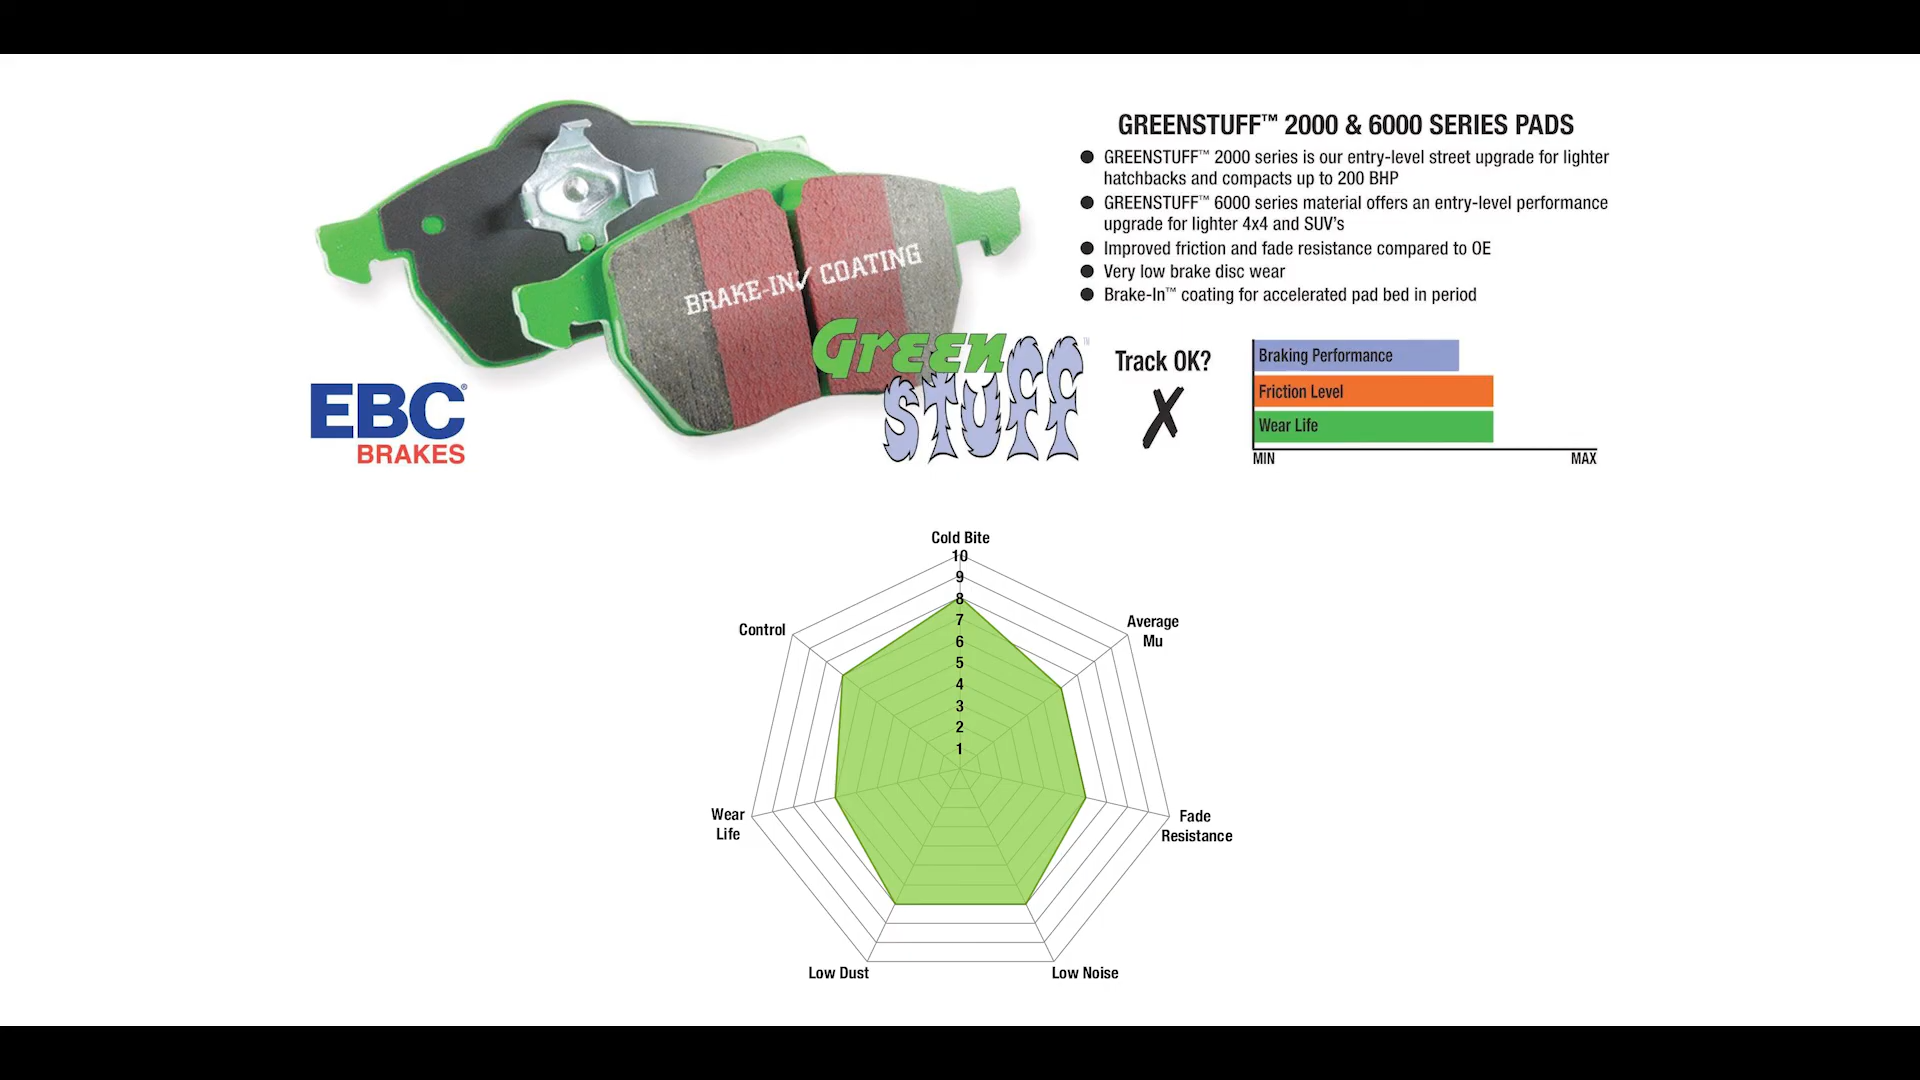 GREENSTUFF™ 2000 & 6000 SERIES PADS
● GREENSTUFF™ 2000 series is our entry-level street upgrade for lighter
hatchbacks and compacts up to 200 BHP
● GREENSTUFF™ 6000 series material offers an entry-level performance
upgrade for lighter 4x4 and SUV's
● Improved friction and fade resistance compared to OE
● Very low brake disc wear
● Brake-In™ coating for accelerated pad bed in period
BRAKE-IN✓ COATING
Green
STUFF™
EBC®
BRAKES
Track OK?
✗
Braking Performance
Friction Level
Wear Life
MIN MAX
Cold Bite
10
9
8
7
6
5
4
3
2
1
Average
Mu
Fade
Resistance
Low Noise
Low Dust
Wear
Life
Control